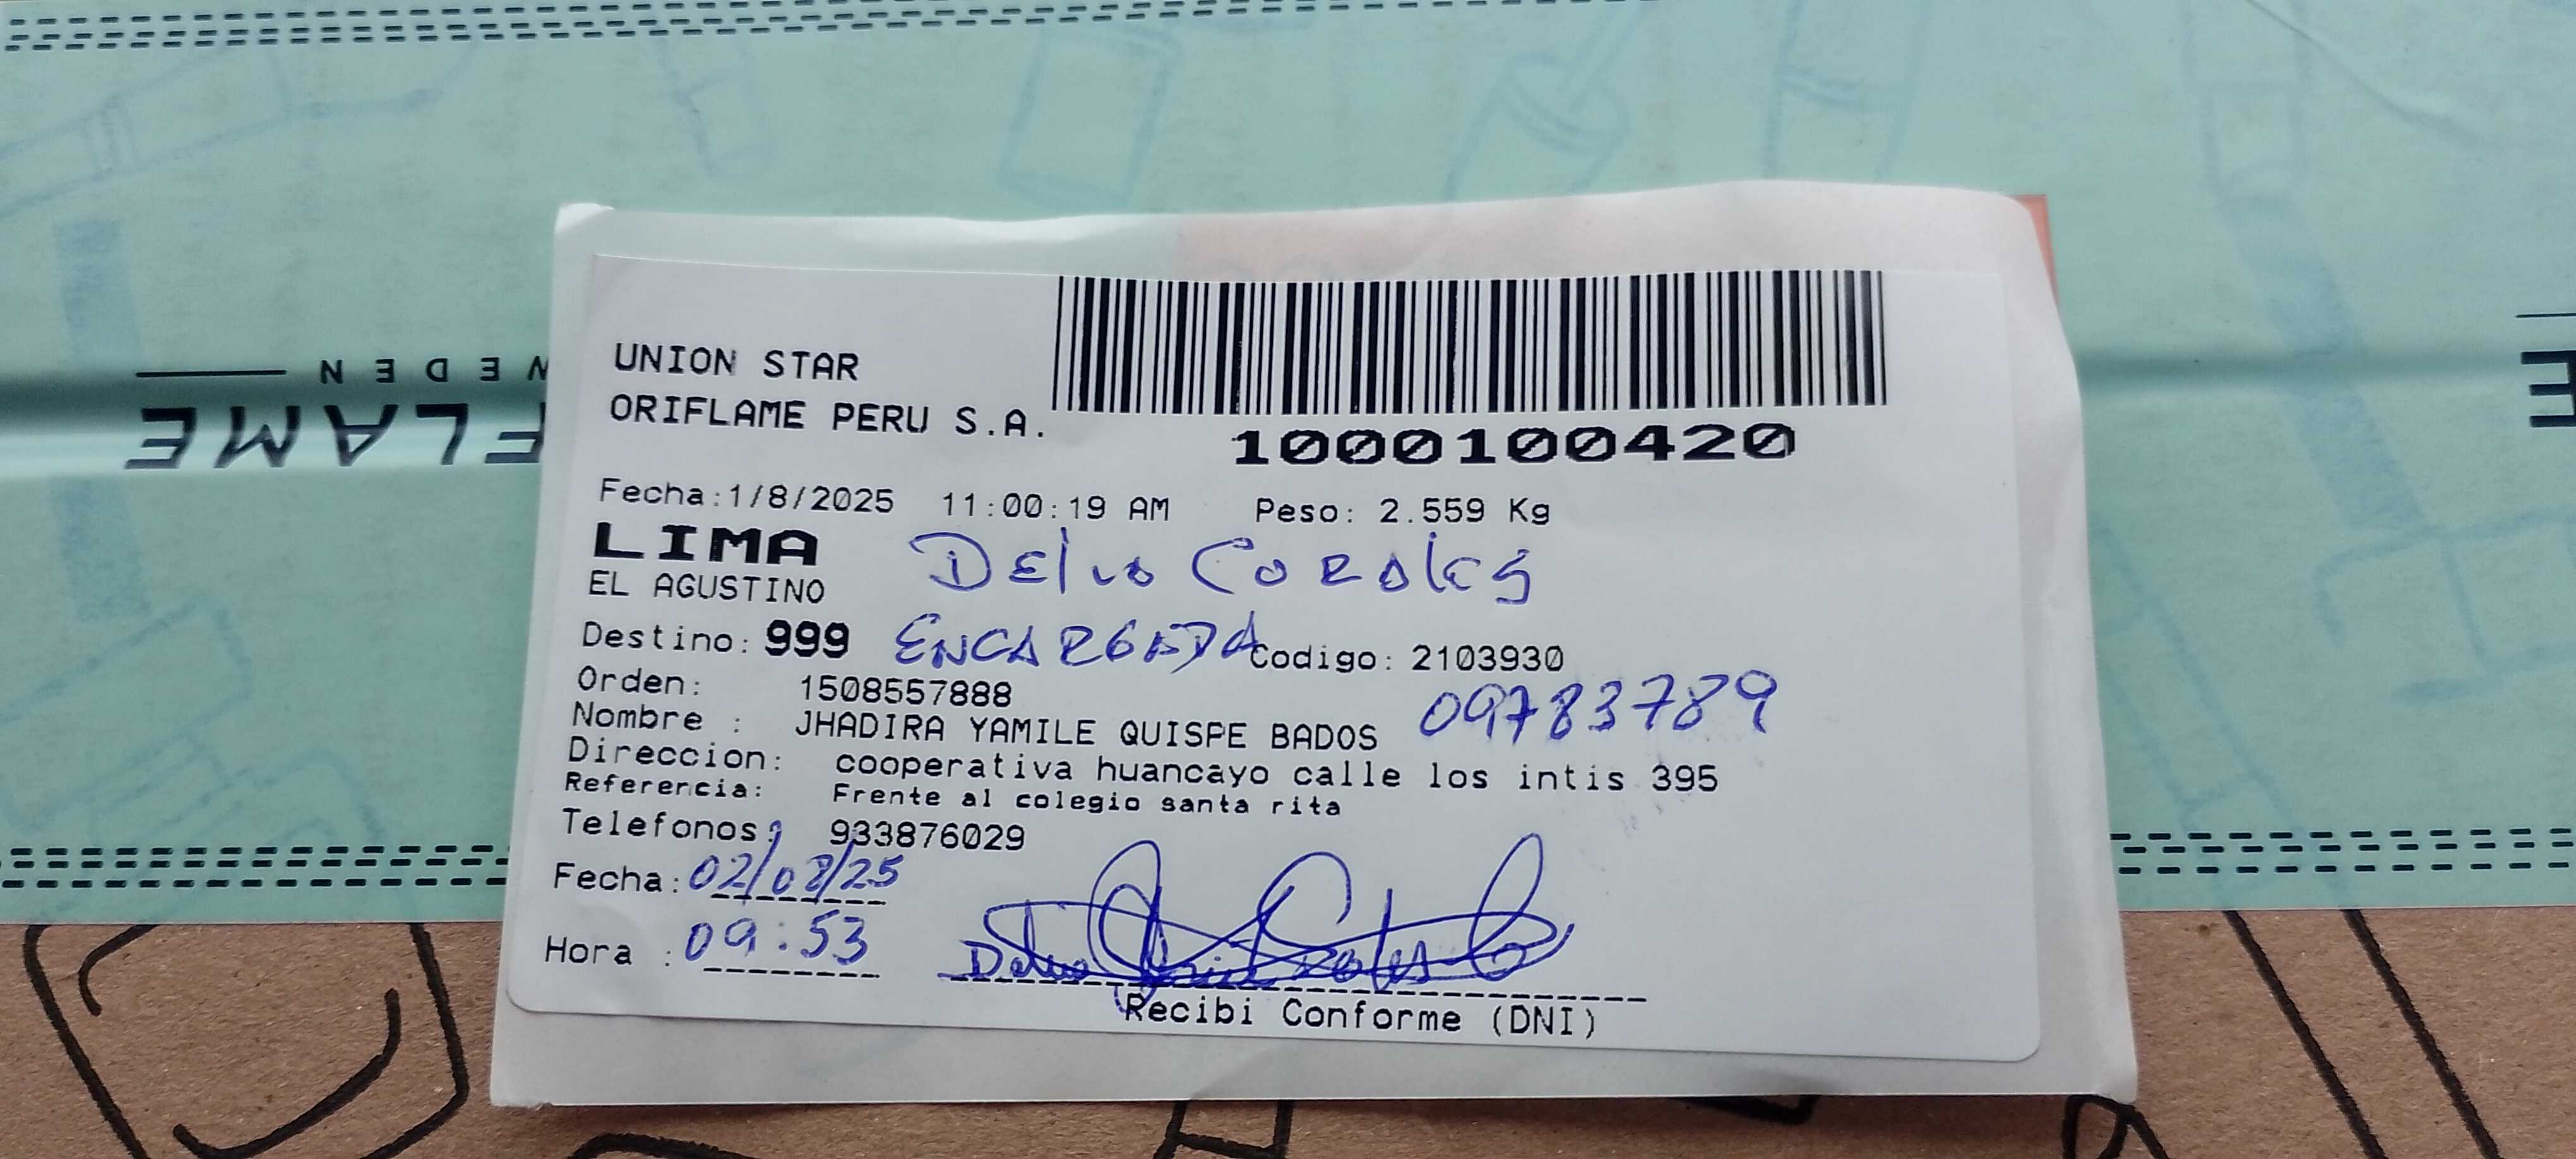 WEDEN
FLAME
E
UNION STAR
ORIFLAME PERU S.A.
1000100420
Fecha:1/8/2025 11:00:19 AM Peso: 2.559 Kg
LIMA
EL AGUSTINO
Delia Corales
Destino: 999 ENCARGADA Codigo: 2103930
Orden: 1508557888
09783789
Nombre : JHADIRA YAMILE QUISPE BADOS
Direccion: cooperativa huancayo calle los intis 395
Referencia: Frente al colegio santa rita
Telefonos: 933876029
Fecha: 02/08/25
Hora : 09:53
Recibi Conforme (DNI)